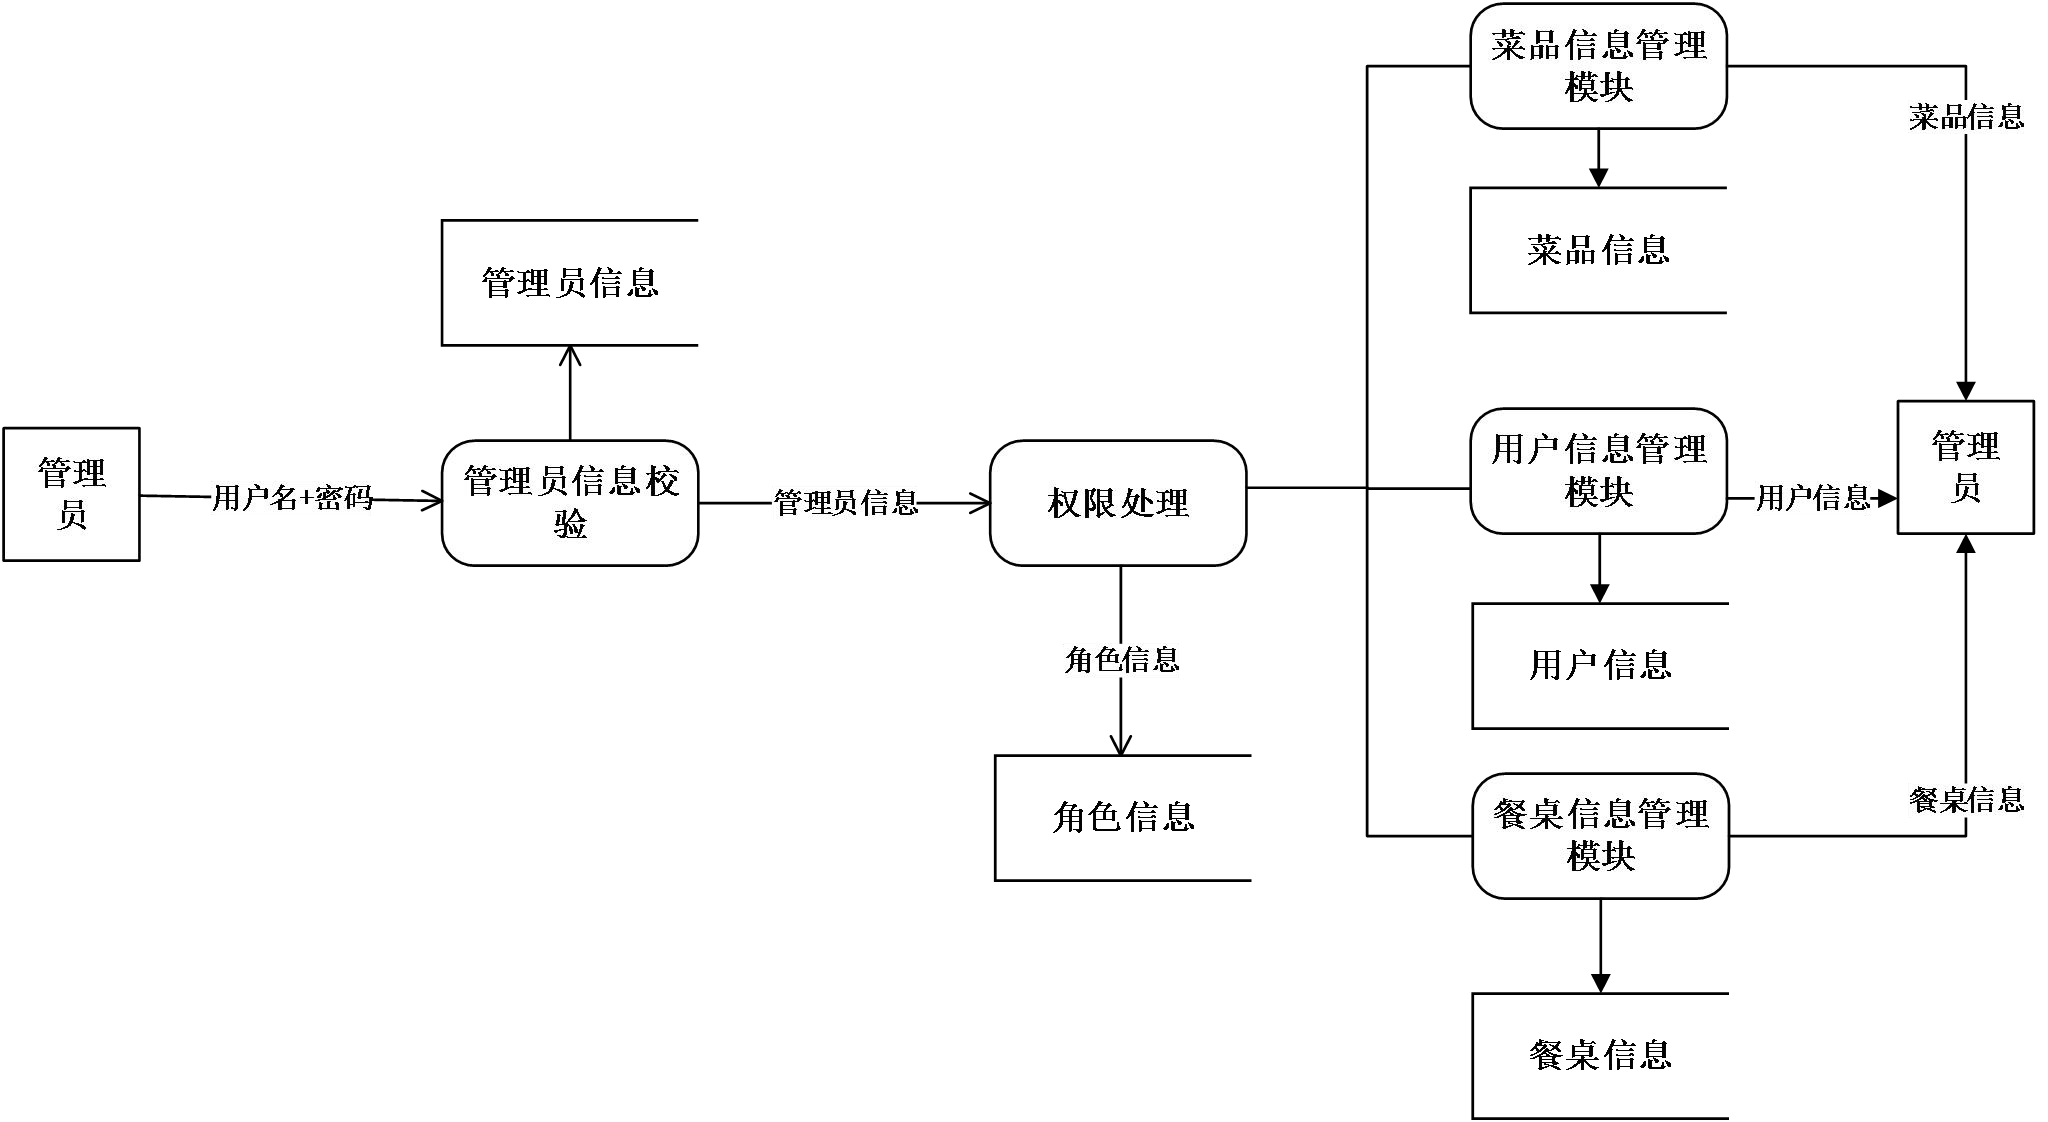 管理
员
用户名+密码
管理员信息
管理员信息校
验
管理员信息
权限处理
角色信息
角色信息
菜品信息管理
模块
菜品信息
菜品信息
用户信息管理
模块
用户信息
用户信息
管理
员
餐桌信息管理
模块
餐桌信息
餐桌信息